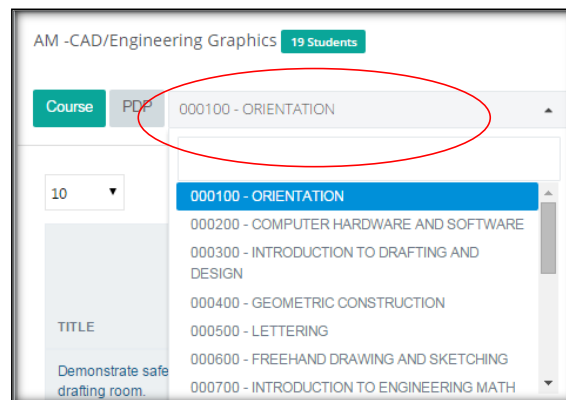 AM -CAD/Engineering Graphics 19 Students
Course PDP 000100 - ORIENTATION
10
000100 - ORIENTATION
000200 - COMPUTER HARDWARE AND SOFTWARE
000300 - INTRODUCTION TO DRAFTING AND
DESIGN
000400 - GEOMETRIC CONSTRUCTION
000500 - LETTERING
000600 - FREEHAND DRAWING AND SKETCHING
000700 - INTRODUCTION TO ENGINEERING MATH
TITLE
Demonstrate safe
drafting room.